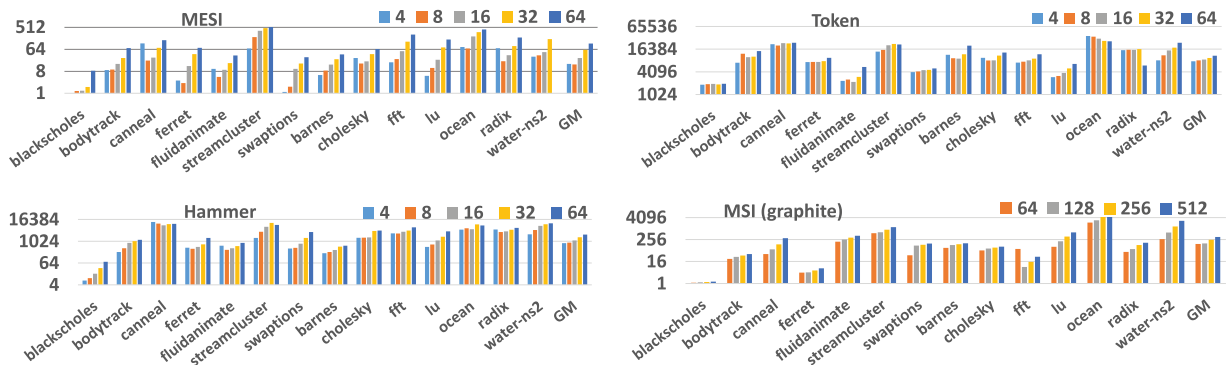 MESI
4 8 16 32 64
512
64
8
1
blackscholes
bodytrack
canneal
ferret
fluidanimate
streamcluster
swaptions
barnes
cholesky
fft
lu
ocean
radix
water-ns2
GM
Token
4 8 16 32 64
65536
16384
4096
1024
blackscholes
bodytrack
canneal
ferret
fluidanimate
streamcluster
swaptions
barnes
cholesky
fft
lu
ocean
radix
water-ns2
GM
Hammer
4 8 16 32 64
16384
1024
64
4
blackscholes
bodytrack
canneal
ferret
fluidanimate
streamcluster
swaptions
barnes
cholesky
fft
lu
ocean
radix
water-ns2
GM
MSI (graphite)
64 128 256 512
4096
256
16
1
blackscholes
bodytrack
canneal
ferret
fluidanimate
streamcluster
swaptions
barnes
cholesky
fft
lu
ocean
radix
water-ns2
GM